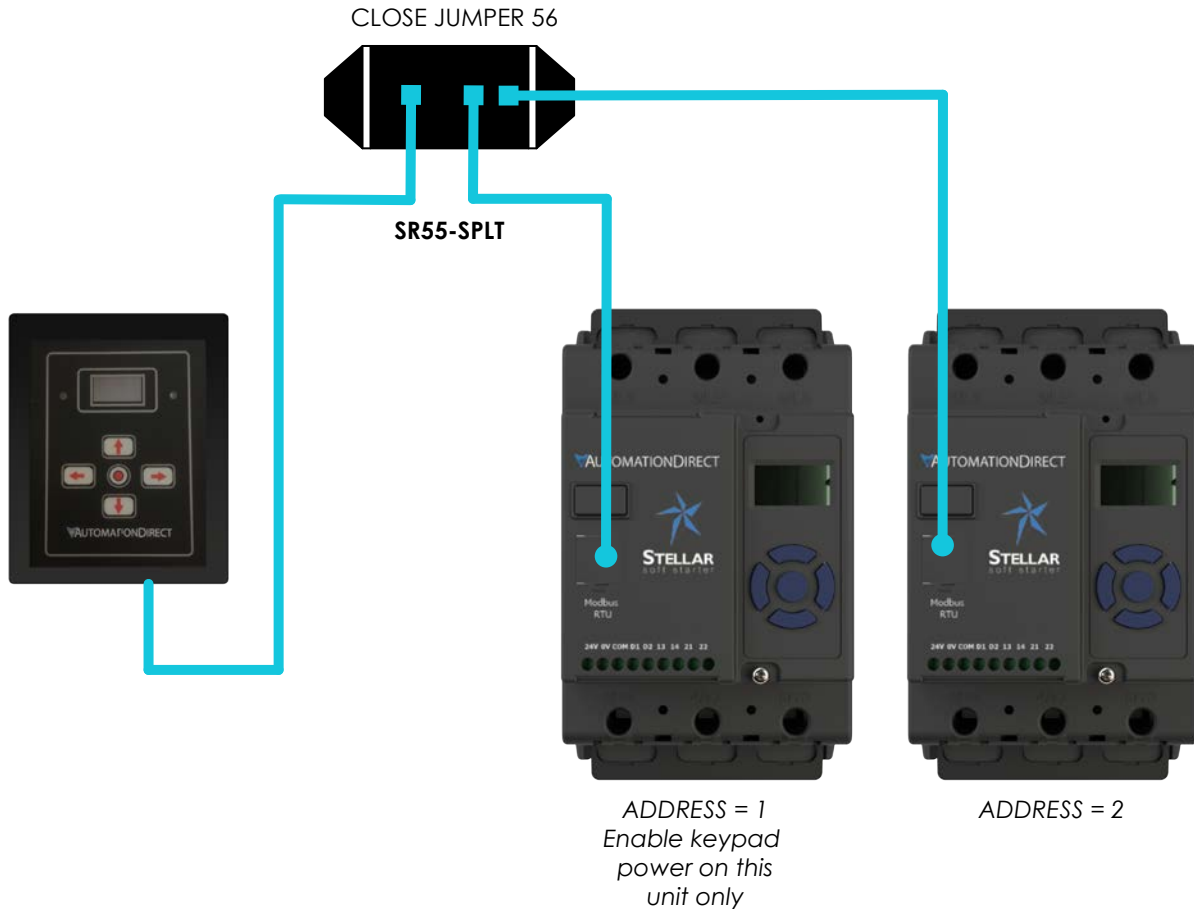 CLOSE JUMPER 56
SR55-SPLT
AUTOMATIONDIRECT
AUTOMATIONDIRECT
STELLAR
soft starter
Modbus
RTU
24V 0V COM D1 D2 13 14 21 22
AUTOMATIONDIRECT
STELLAR
soft starter
Modbus
RTU
24V 0V COM D1 D2 13 14 21 22
ADDRESS = 1
Enable keypad
power on this
unit only
ADDRESS = 2